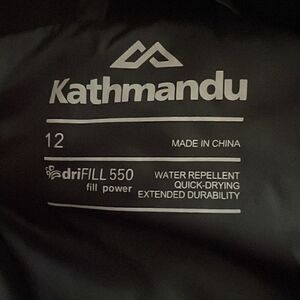 Kathmandu
12 MADE IN CHINA
driFILL 550 WATER REPELLENT
fill power QUICK-DRYING
EXTENDED DURABILITY